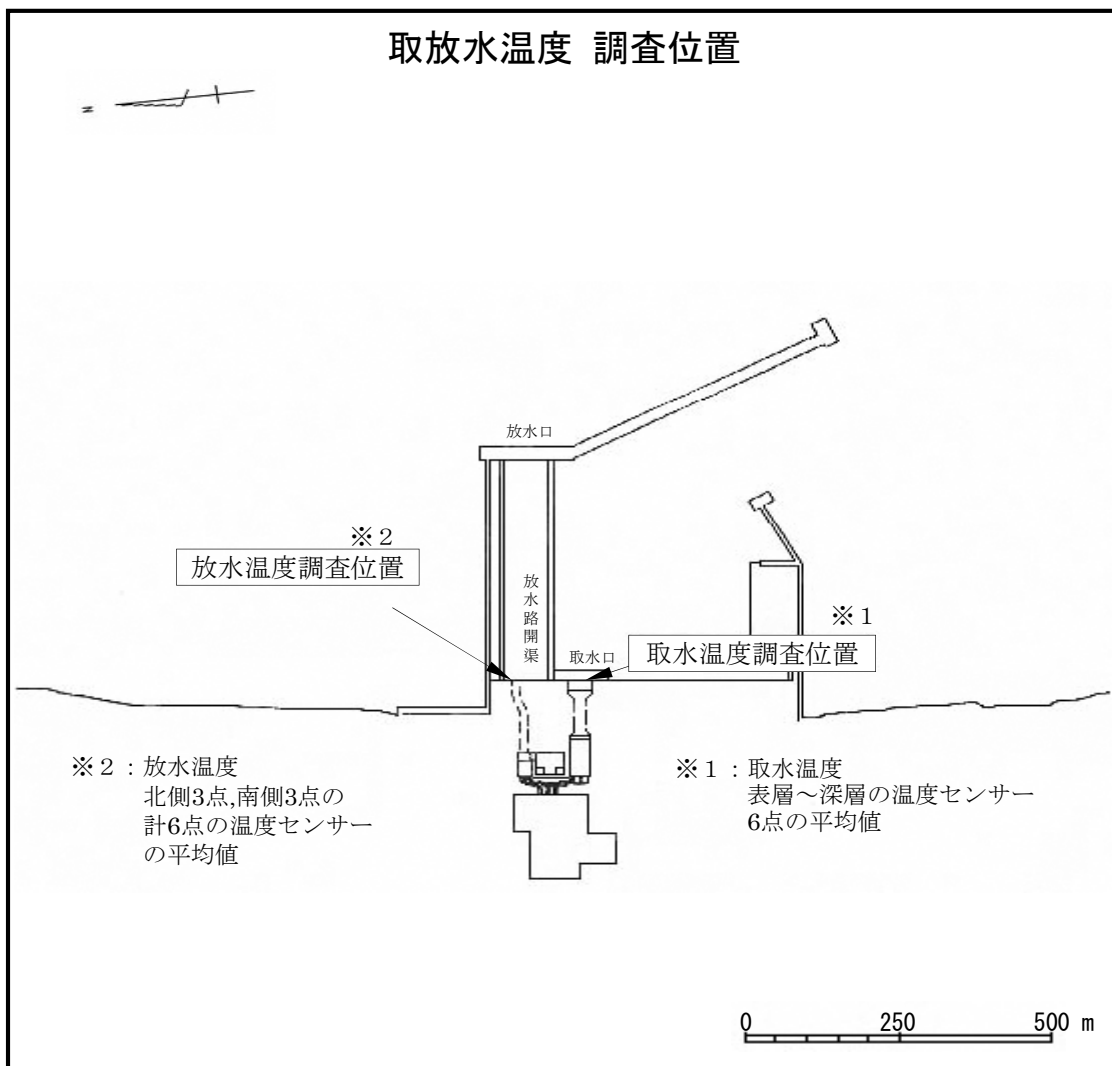 取放水温度 調査位置
N
放水口
※2
放水温度調査位置
放水路開渠
※1
取水口
取水温度調査位置
※2：放水温度
北側3点,南側3点の
計6点の温度センサー
の平均値
※1：取水温度
表層～深層の温度センサー
6点の平均値
0 250 500 m